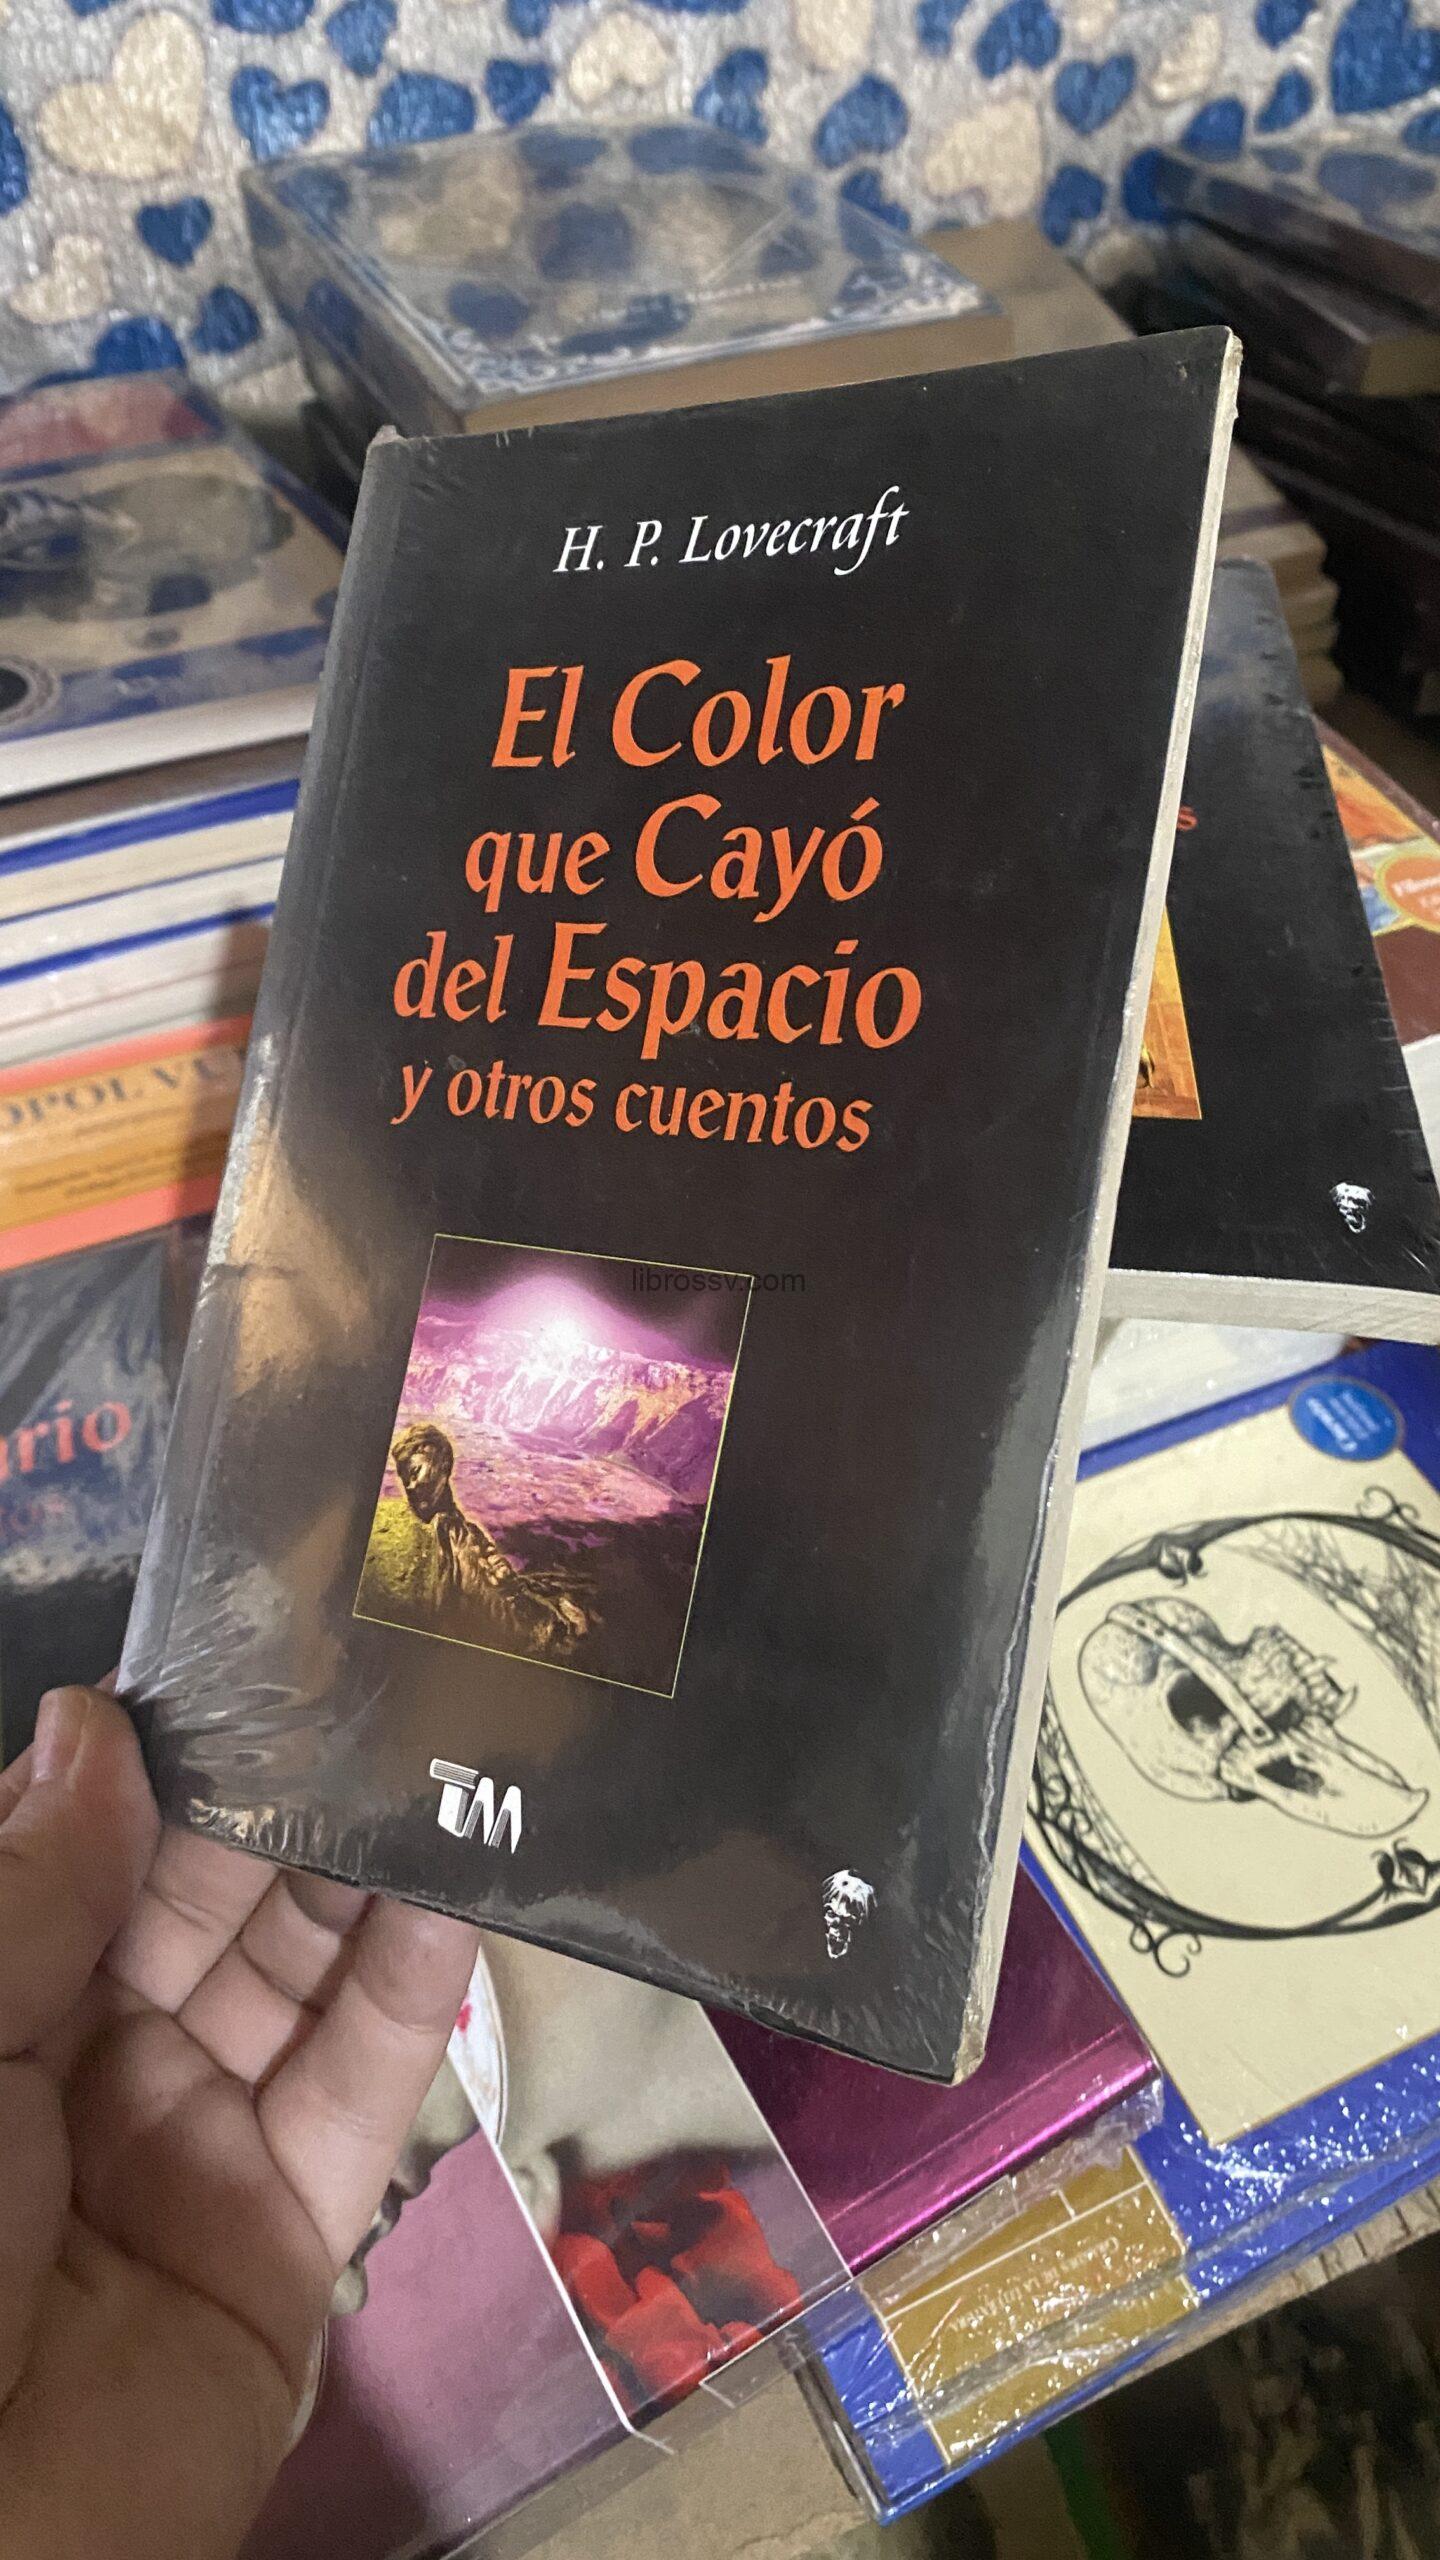 H. P. Lovecraft
El Color
que Cayó
del Espacio
y otros cuentos
librossv.com
TM